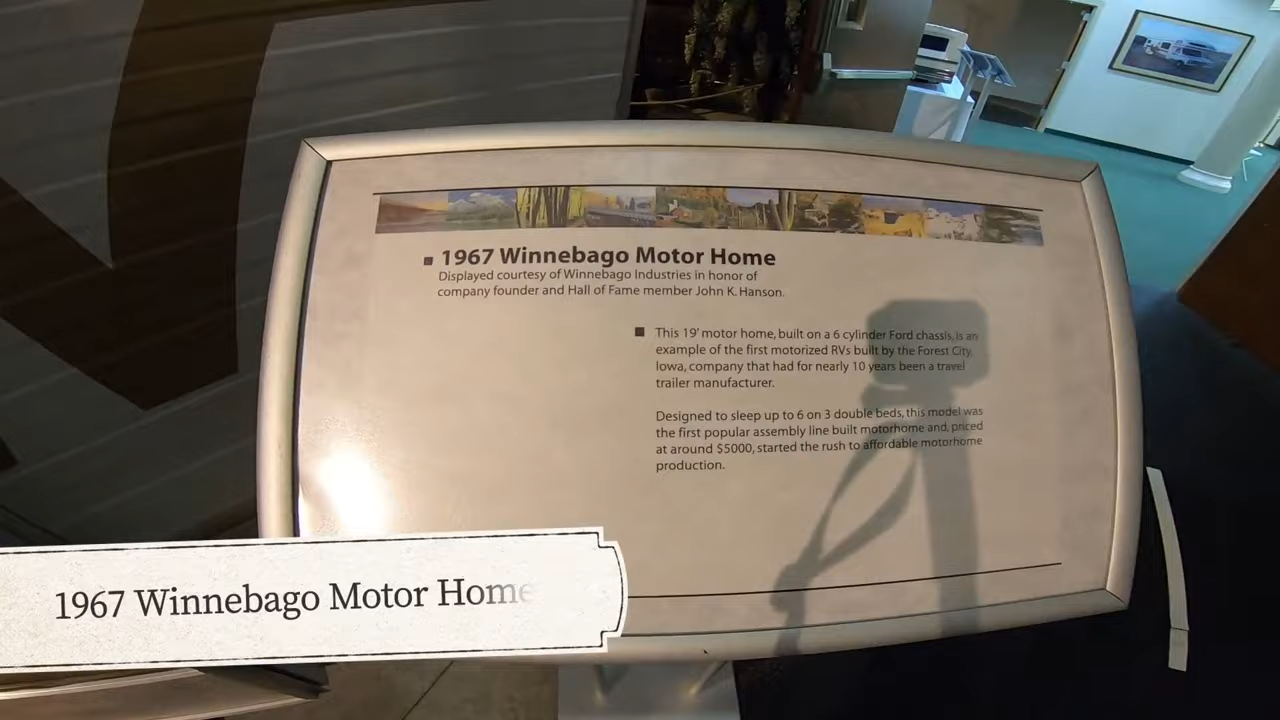 1967 Winnebago Motor Home
Displayed courtesy of Winnebago Industries in honor of
company founder and Hall of Fame member John K. Hanson.
This 19' motor home, built on a 6 cylinder Ford chassis, is an
example of the first motorized RVs built by the Forest City,
Iowa, company that had for nearly 10 years been a travel
trailer manufacturer.
Designed to sleep up to 6 on 3 double beds, this model was
the first popular assembly line built motorhome and, priced
at around $5000, started the rush to affordable motorhome
production.
1967 Winnebago Motor Home